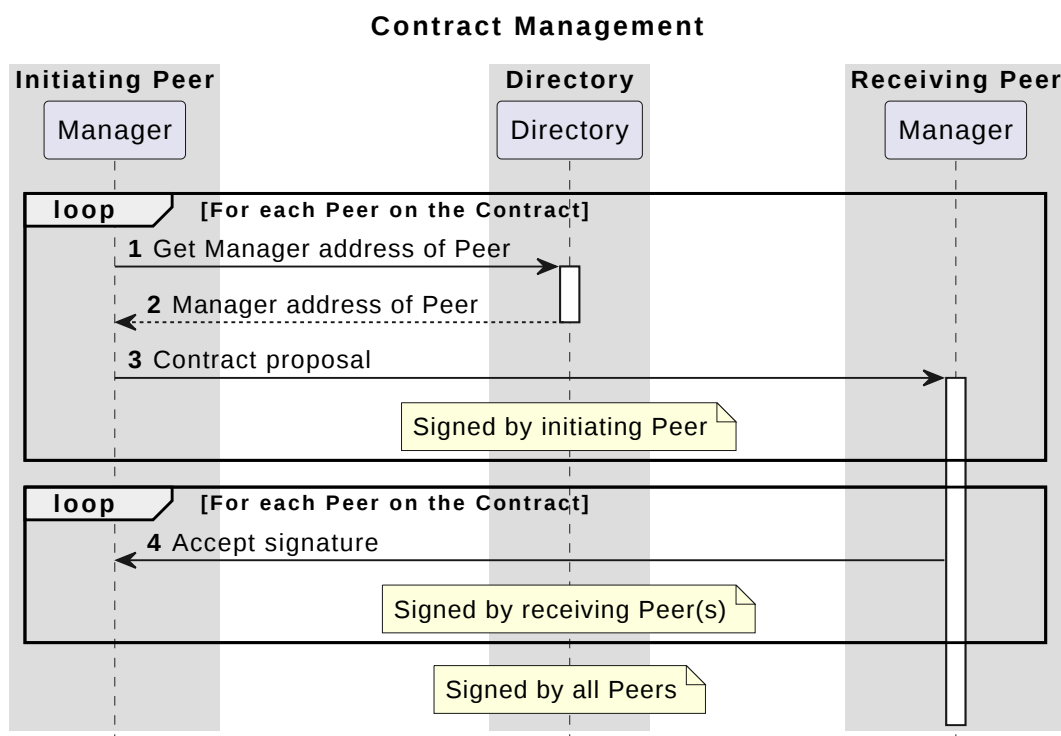 Contract Management
Initiating Peer
Directory
Receiving Peer
Manager
Directory
Manager
loop [For each Peer on the Contract]
1 Get Manager address of Peer
2 Manager address of Peer
3 Contract proposal
Signed by initiating Peer
loop [For each Peer on the Contract]
4 Accept signature
Signed by receiving Peer(s)
Signed by all Peers